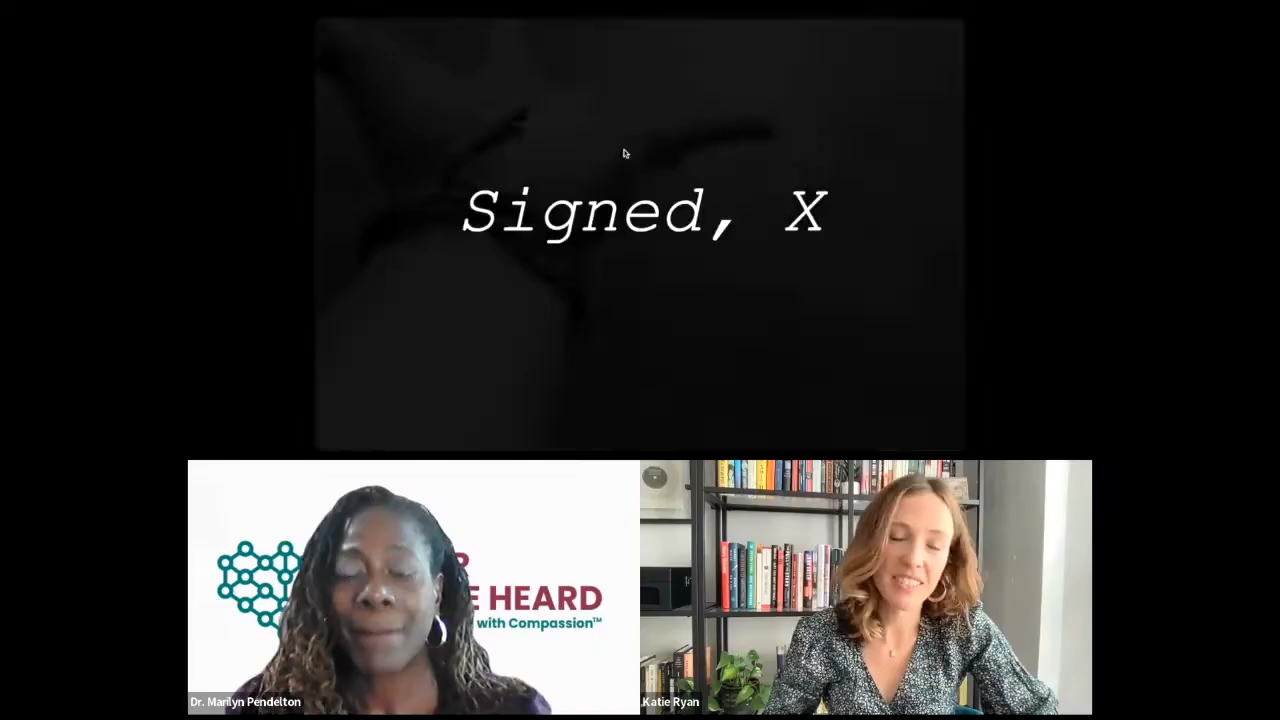 Signed, X
E HEARD
with Compassion™
Dr. Marilyn Pendelton
Katie Ryan